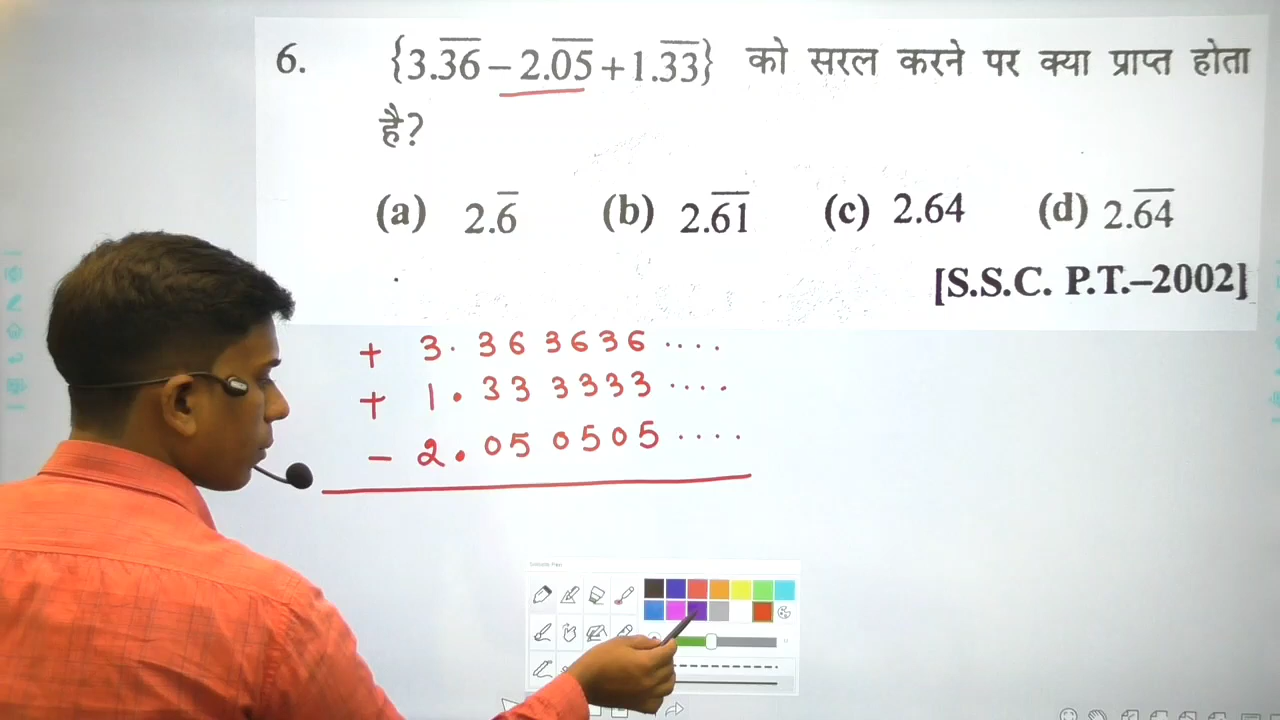 6. {3.3̅6̅ – 2.0̅5̅ + 1.3̅3̅} को सरल करने पर क्या प्राप्त होता
है?
(a) 2.6̅ (b) 2.6̅1̅ (c) 2.64 (d) 2.6̅4̅
[S.S.C. P.T.–2002]
+ 3.363636....
+ 1.333333....
- 2.050505....